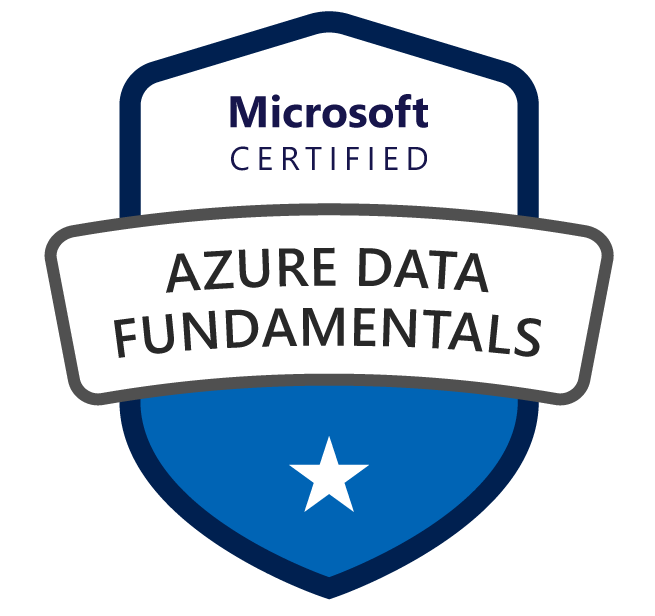 Microsoft
CERTIFIED
AZURE DATA
FUNDAMENTALS